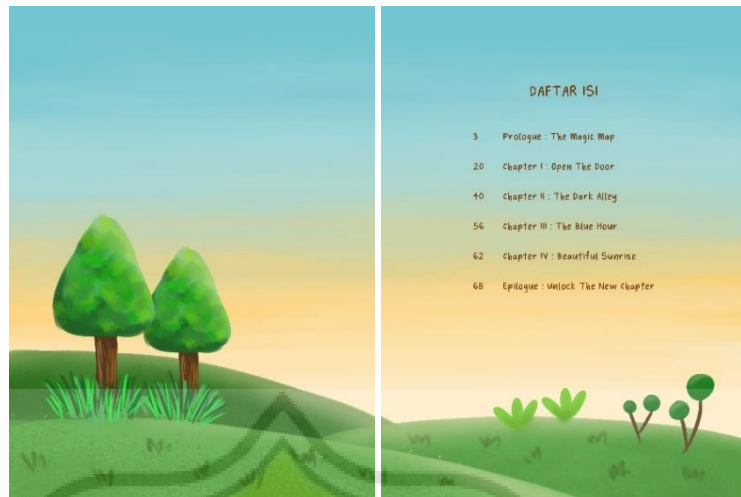 DAFTAR ISI
3 Prologue : The Magic Map
20 Chapter I : Open The Door
40 Chapter II : The Dark Alley
56 Chapter III : The Blue Hour
62 Chapter IV : Beautiful Sunrise
68 Epilogue : Unlock The New Chapter